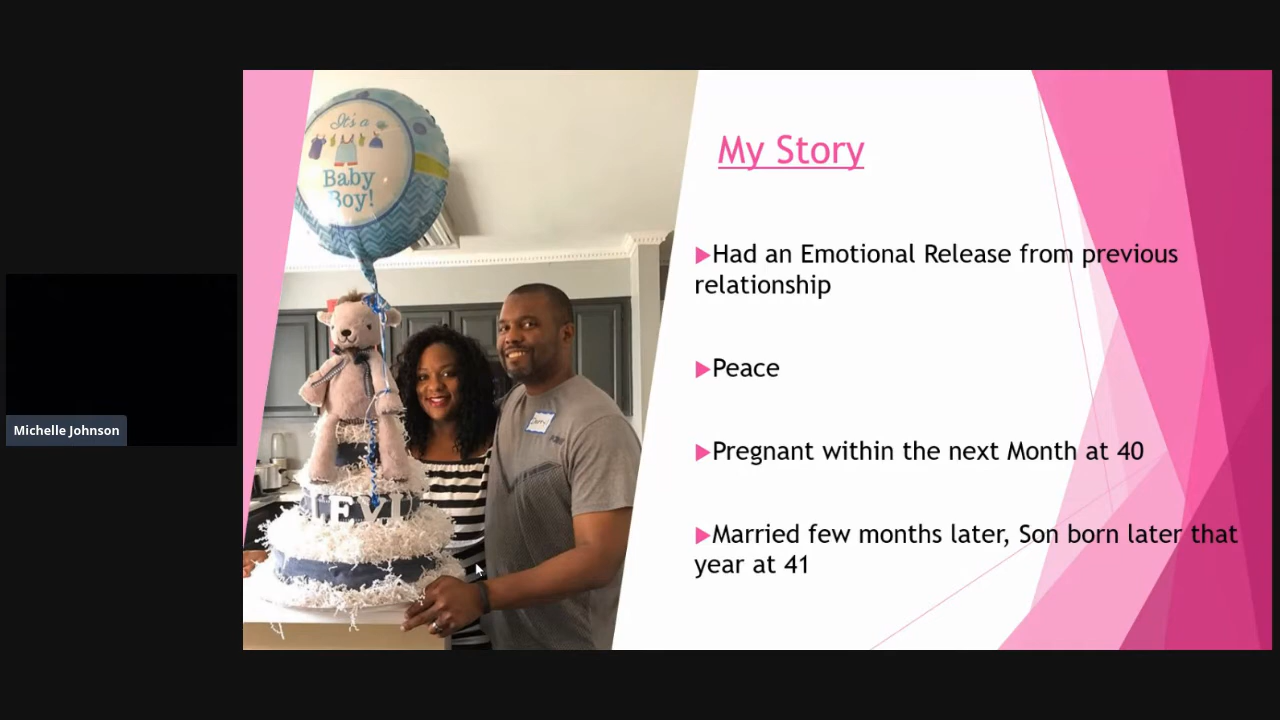 It's a
Baby
Boy!
LEVI
Michelle Johnson
My Story
▶Had an Emotional Release from previous
relationship
▶Peace
▶Pregnant within the next Month at 40
▶Married few months later, Son born later that
year at 41